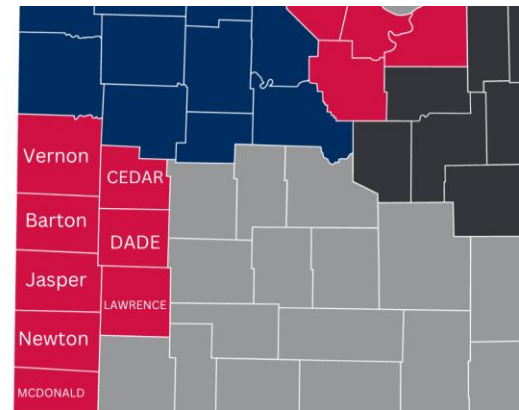 Vernon
CEDAR
Barton
DADE
Jasper
LAWRENCE
Newton
MCDONALD